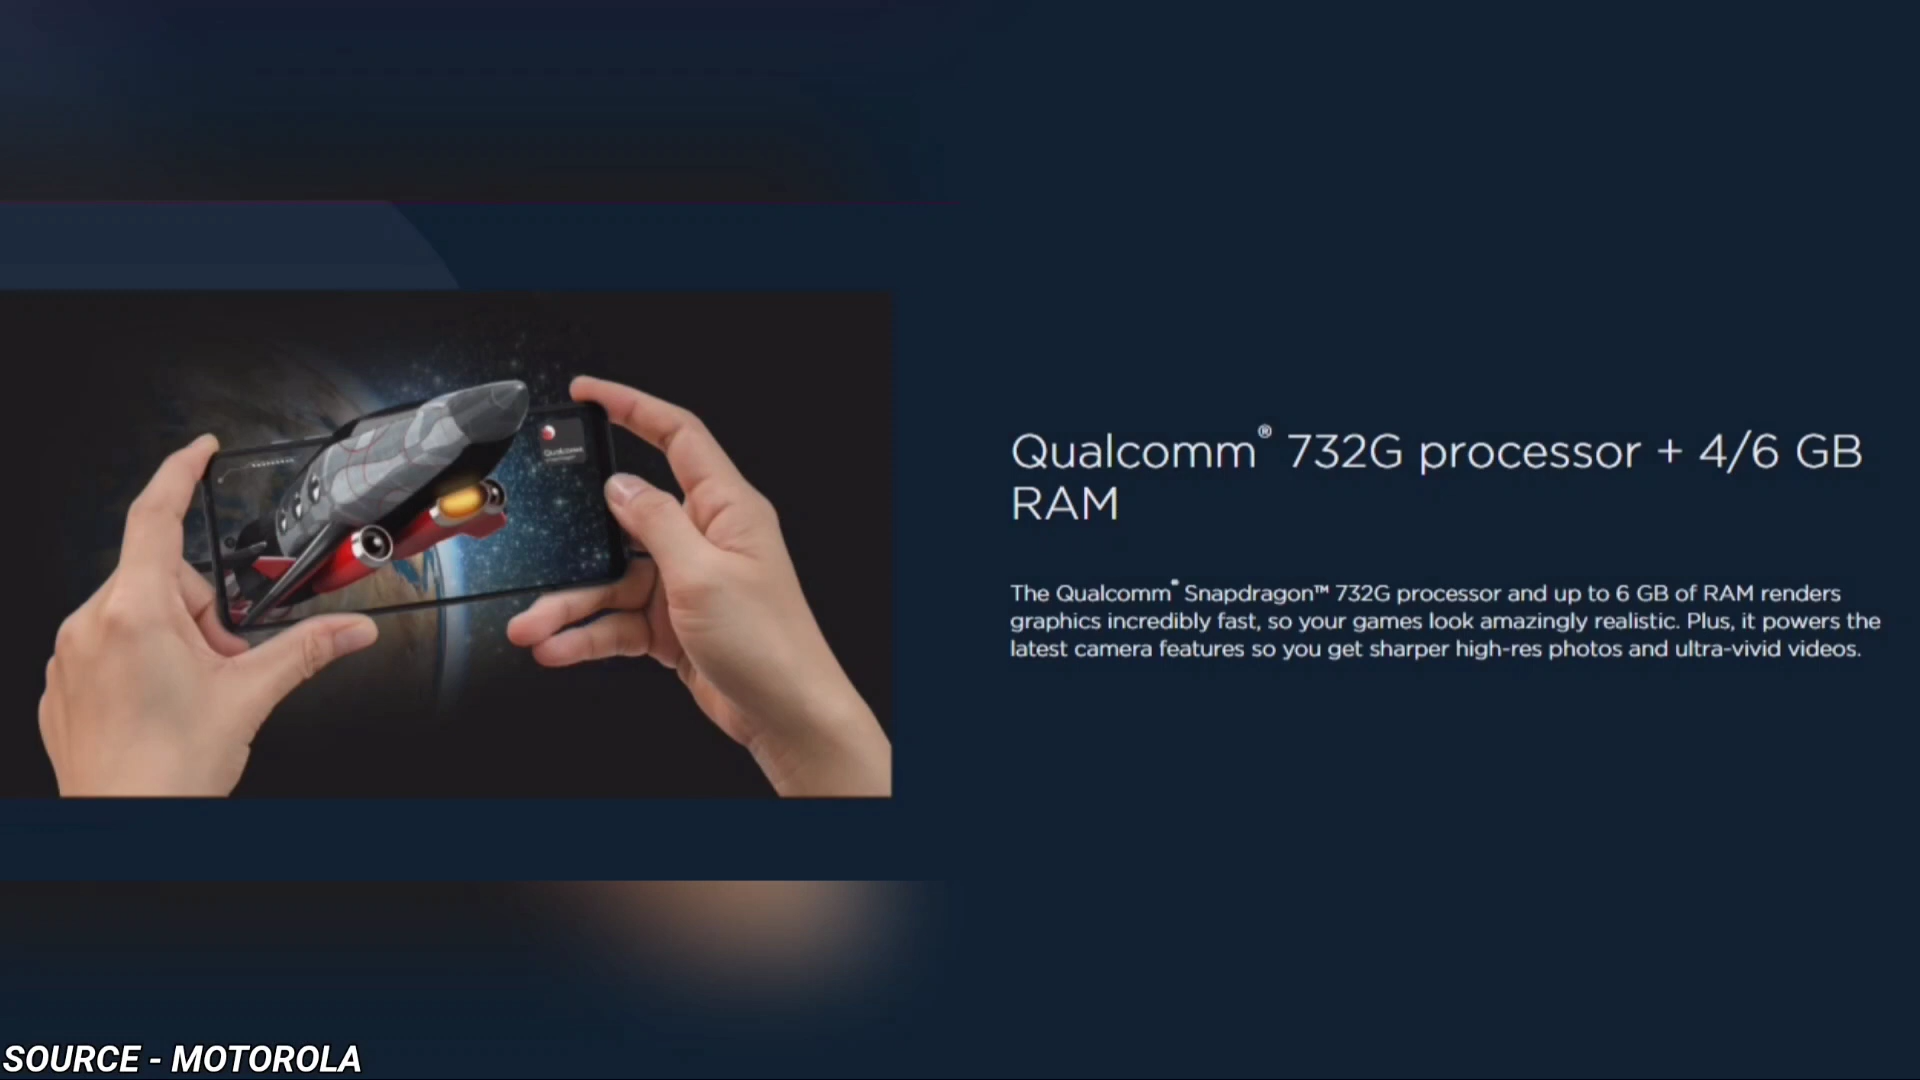 Qualcomm® 732G processor + 4/6 GB
RAM
The Qualcomm® Snapdragon™ 732G processor and up to 6 GB of RAM renders
graphics incredibly fast, so your games look amazingly realistic. Plus, it powers the
latest camera features so you get sharper high-res photos and ultra-vivid videos.
Qualcomm
snapdragon
SOURCE - MOTOROLA